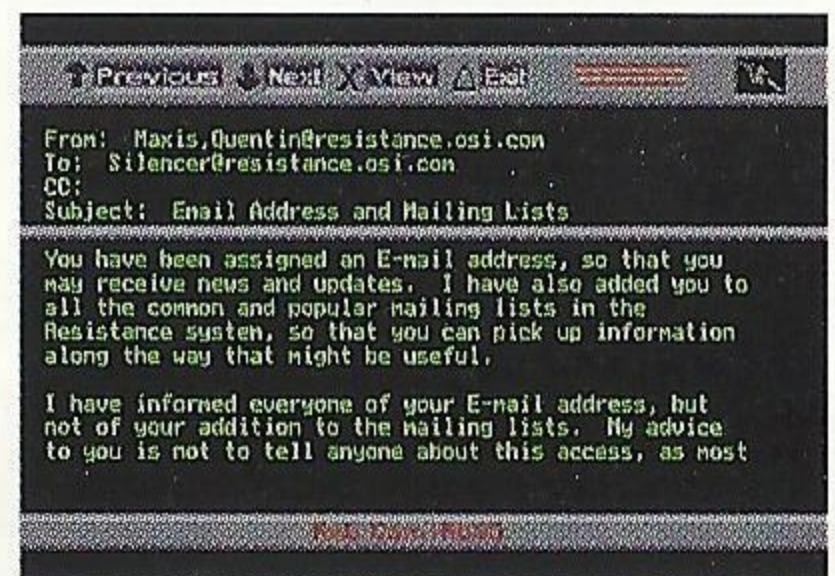 Previous Next X View Exit
From: Maxis,Quentin@resistance.osi.com
To: Silencer@resistance.osi.com
CC:
Subject: Email Address and Mailing Lists
You have been assigned an E-mail address, so that you
may receive news and updates. I have also added you to
all the common and popular mailing lists in the
Resistance system, so that you can pick up information
along the way that might be useful.
I have informed everyone of your E-mail address, but
not of your addition to the mailing lists. My advice
to you is not to tell anyone about this access, as most